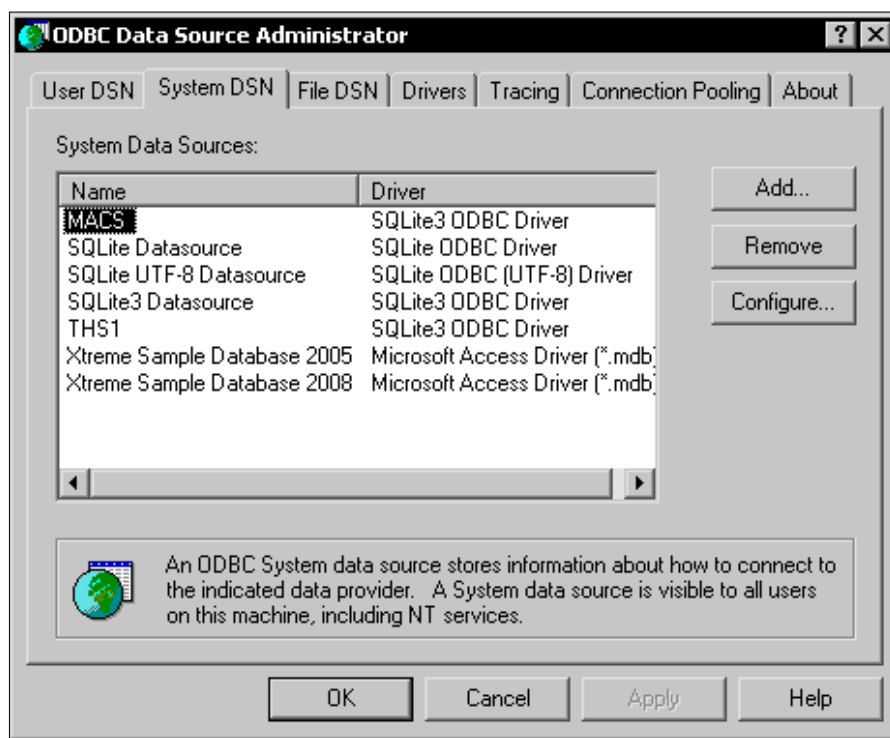 ODBC Data Source Administrator
User DSN System DSN File DSN Drivers Tracing Connection Pooling About
System Data Sources:
Name Driver
MACS SQLite3 ODBC Driver
SQLite Datasource SQLite ODBC Driver
SQLite UTF-8 Datasource SQLite ODBC (UTF-8) Driver
SQLite3 Datasource SQLite3 ODBC Driver
THS1 SQLite3 ODBC Driver
Xtreme Sample Database 2005 Microsoft Access Driver (*.mdb)
Xtreme Sample Database 2008 Microsoft Access Driver (*.mdb)
Add...
Remove
Configure...
An ODBC System data source stores information about how to connect to
the indicated data provider. A System data source is visible to all users
on this machine, including NT services.
OK Cancel Apply Help